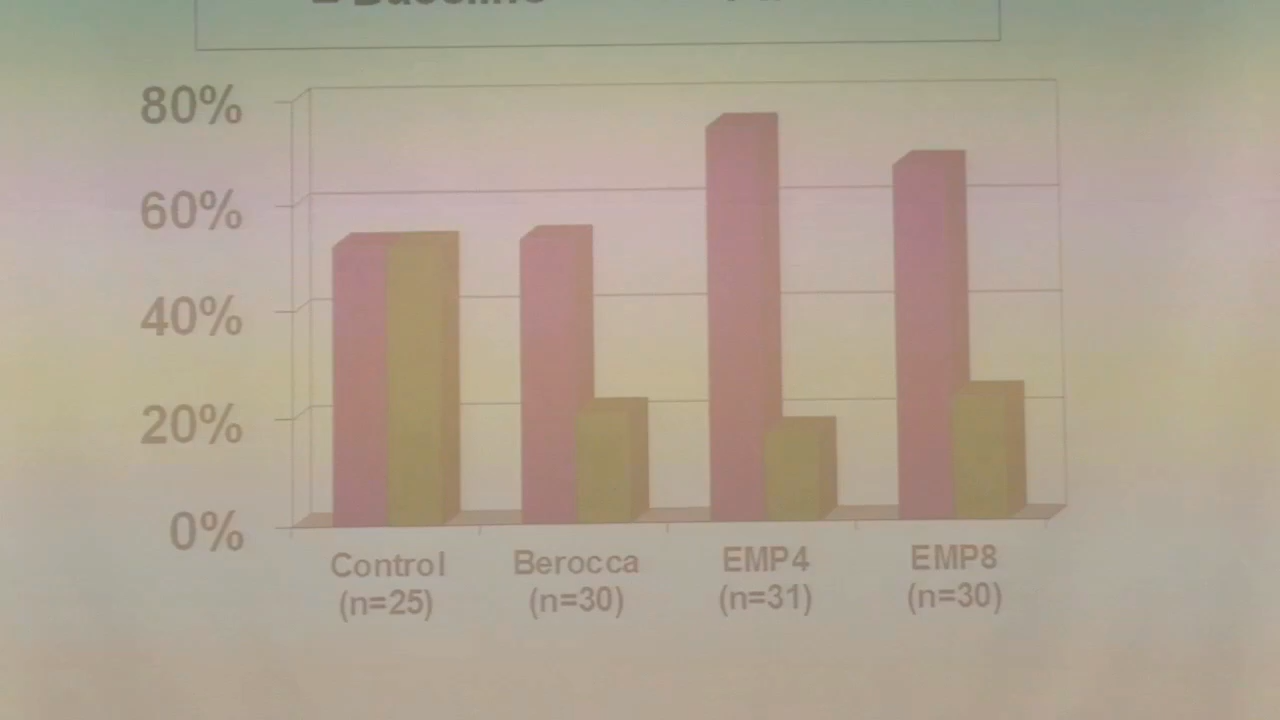 80%
60%
40%
20%
0%
Control Berocca EMP4 EMP8
(n=25) (n=30) (n=31) (n=30)